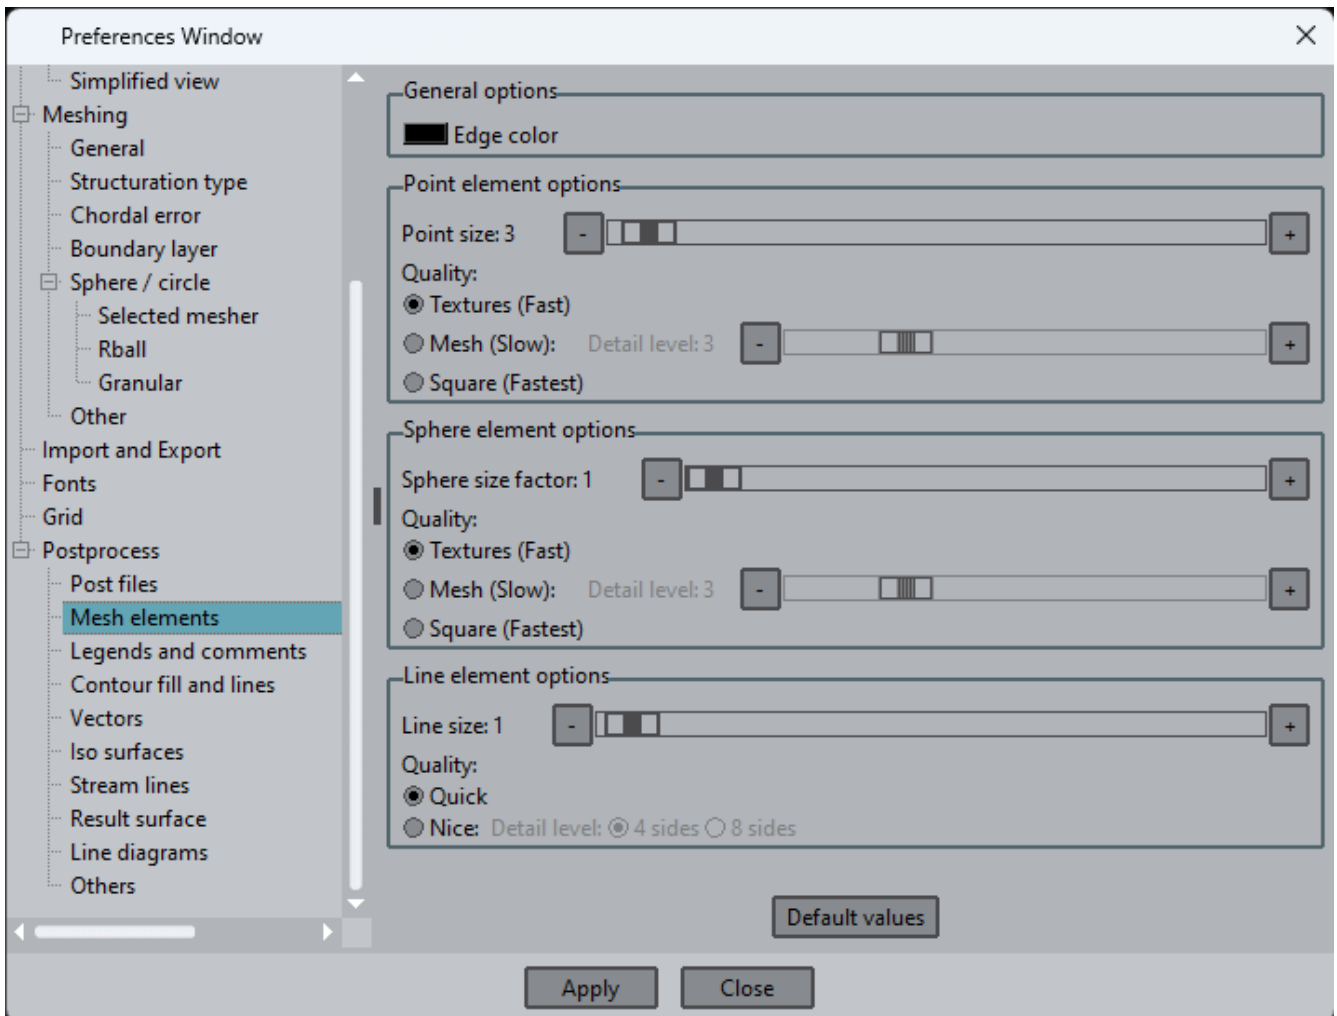 Preferences Window
Simplified view
Meshing
General
Structuration type
Chordal error
Boundary layer
Sphere / circle
Selected mesher
Rball
Granular
Other
Import and Export
Fonts
Grid
Postprocess
Post files
Mesh elements
Legends and comments
Contour fill and lines
Vectors
Iso surfaces
Stream lines
Result surface
Line diagrams
Others
General options
Edge color
Point element options
Point size: 3 - +
Quality:
Textures (Fast)
Mesh (Slow): Detail level: 3 - +
Square (Fastest)
Sphere element options
Sphere size factor: 1 - +
Quality:
Textures (Fast)
Mesh (Slow): Detail level: 3 - +
Square (Fastest)
Line element options
Line size: 1 - +
Quality:
Quick
Nice: Detail level: 4 sides 8 sides
Default values
Apply Close